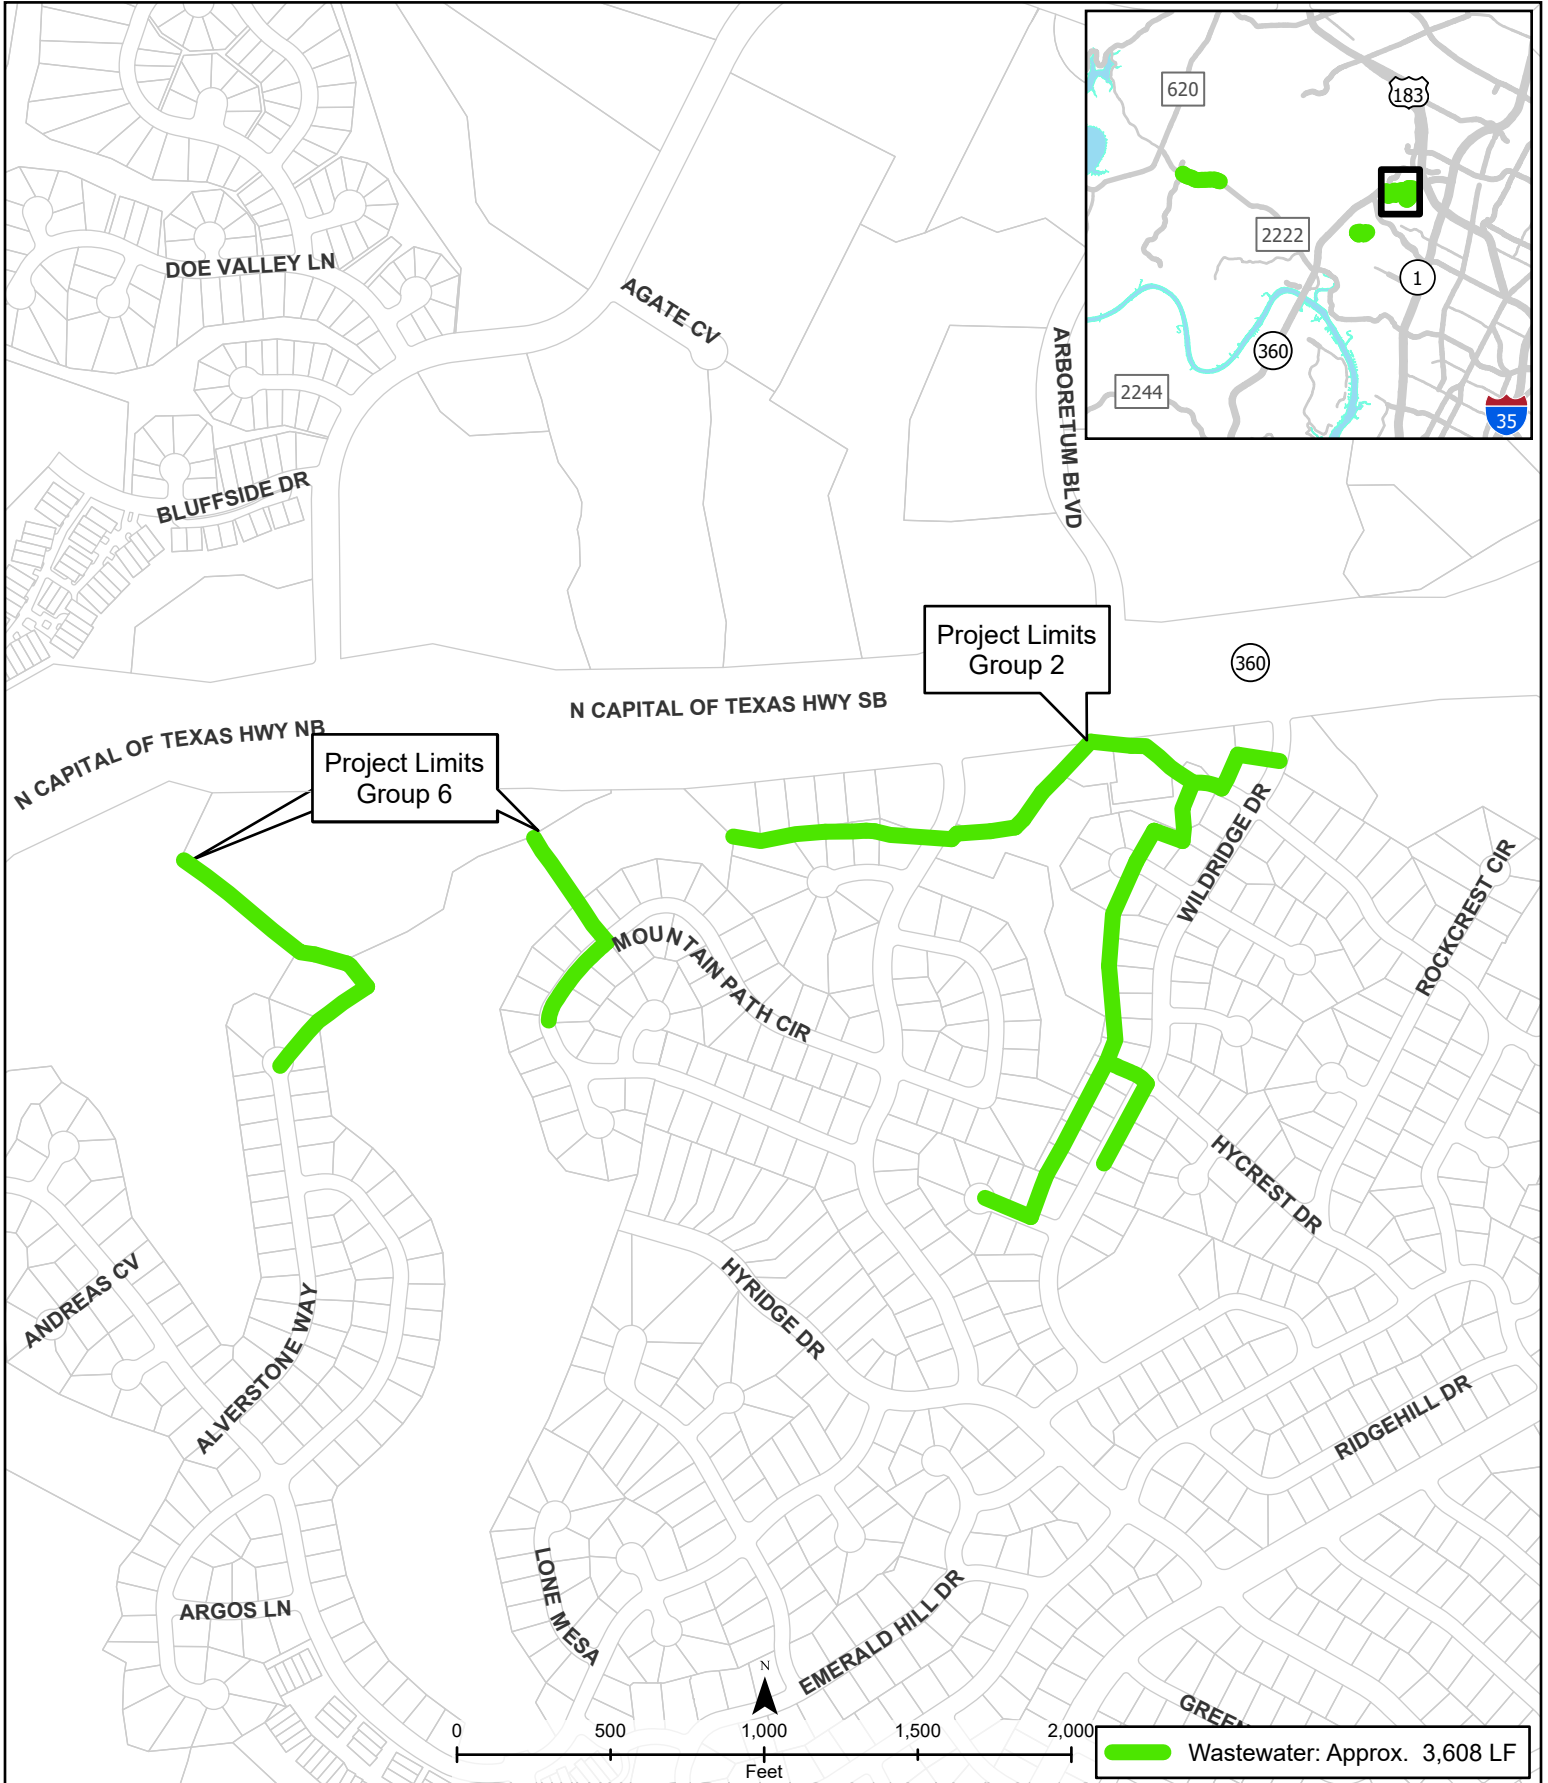 620
183
2222
1
360
2244
35
DOE VALLEY LN
AGATE CV
ARBORETUM BLVD
BLUFFSIDE DR
Project Limits
Group 2
360
N CAPITAL OF TEXAS HWY SB
N CAPITAL OF TEXAS HWY NB
Project Limits
Group 6
WILDRIDGE DR
ROCKCREST CIR
MOUNTAIN PATH CIR
HYCREST DR
ANDREAS CV
ALVERSTONE WAY
HYRIDGE DR
RIDGEHILL DR
LONE MESA
ARGOS LN
EMERALD HILL DR
N
0 500 1,000 1,500 2,000
Feet
Wastewater: Approx. 3,608 LF